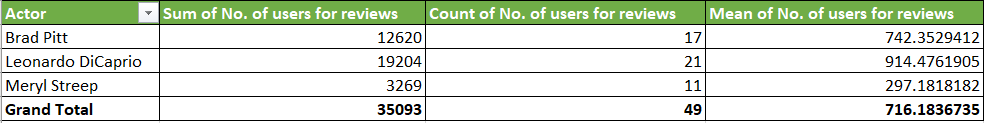 Actor Sum of No. of users for reviews Count of No. of users for reviews Mean of No. of users for reviews
Brad Pitt 12620 17 742.3529412
Leonardo DiCaprio 19204 21 914.4761905
Meryl Streep 3269 11 297.1818182
Grand Total 35093 49 716.1836735